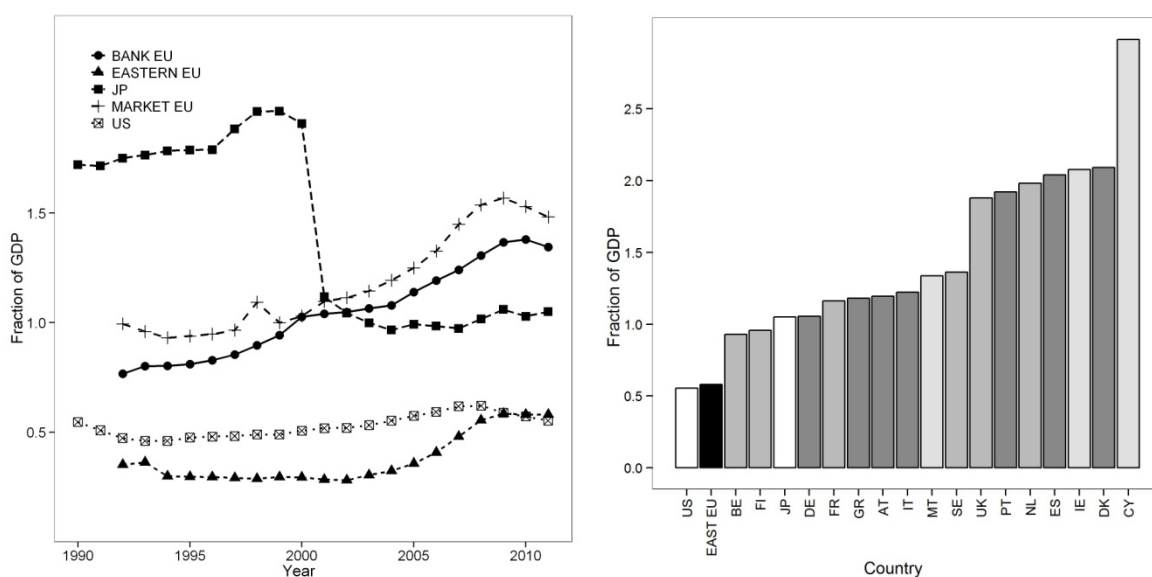 BANK EU
EASTERN EU
JP
MARKET EU
US
Fraction of GDP
1.5
1.0
0.5
1990
1995
2000
2005
2010
Year
Fraction of GDP
2.5
2.0
1.5
1.0
0.5
0.0
US
EAST EU
BE
FI
JP
DE
FR
GR
AT
IT
MT
SE
UK
PT
NL
ES
IE
DK
CY
Country